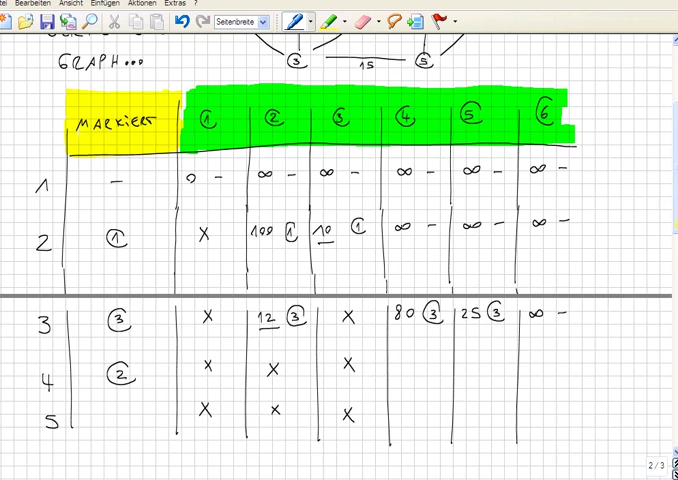 tei Bearbeiten Ansicht Einfügen Aktionen Extras ?
Seitenbreite
GRAPH...
3 15 5
MARKIERT 1 2 3 4 5 6
1 - 0 - ∞ - ∞ - ∞ - ∞ - ∞ -
2 1 X 100 1 10 1 ∞ - ∞ - ∞ -
3 3 X 12 3 X 80 3 25 3 ∞ -
4 2 X X X
5 X X X
2/3